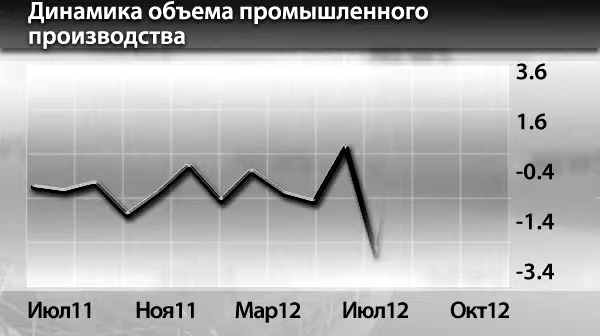 Динамика объема промышленного
производства
3.6
1.6
-0.4
-1.4
-3.4
Июл11 Ноя11 Мар12 Июл12 Окт12